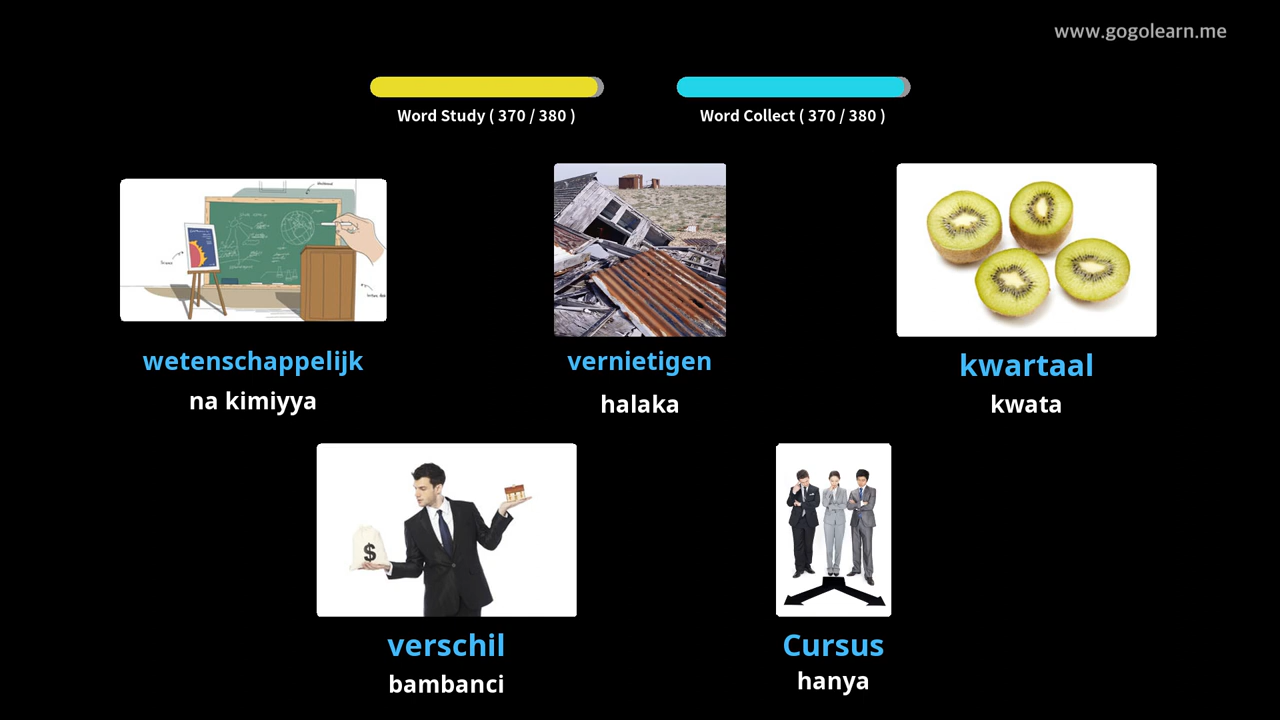 www.gogolearn.me
Word Study ( 370 / 380 )
Word Collect ( 370 / 380 )
wetenschappelijk
na kimiyya
vernietigen
halaka
kwartaal
kwata
$
verschil
bambanci
Cursus
hanya